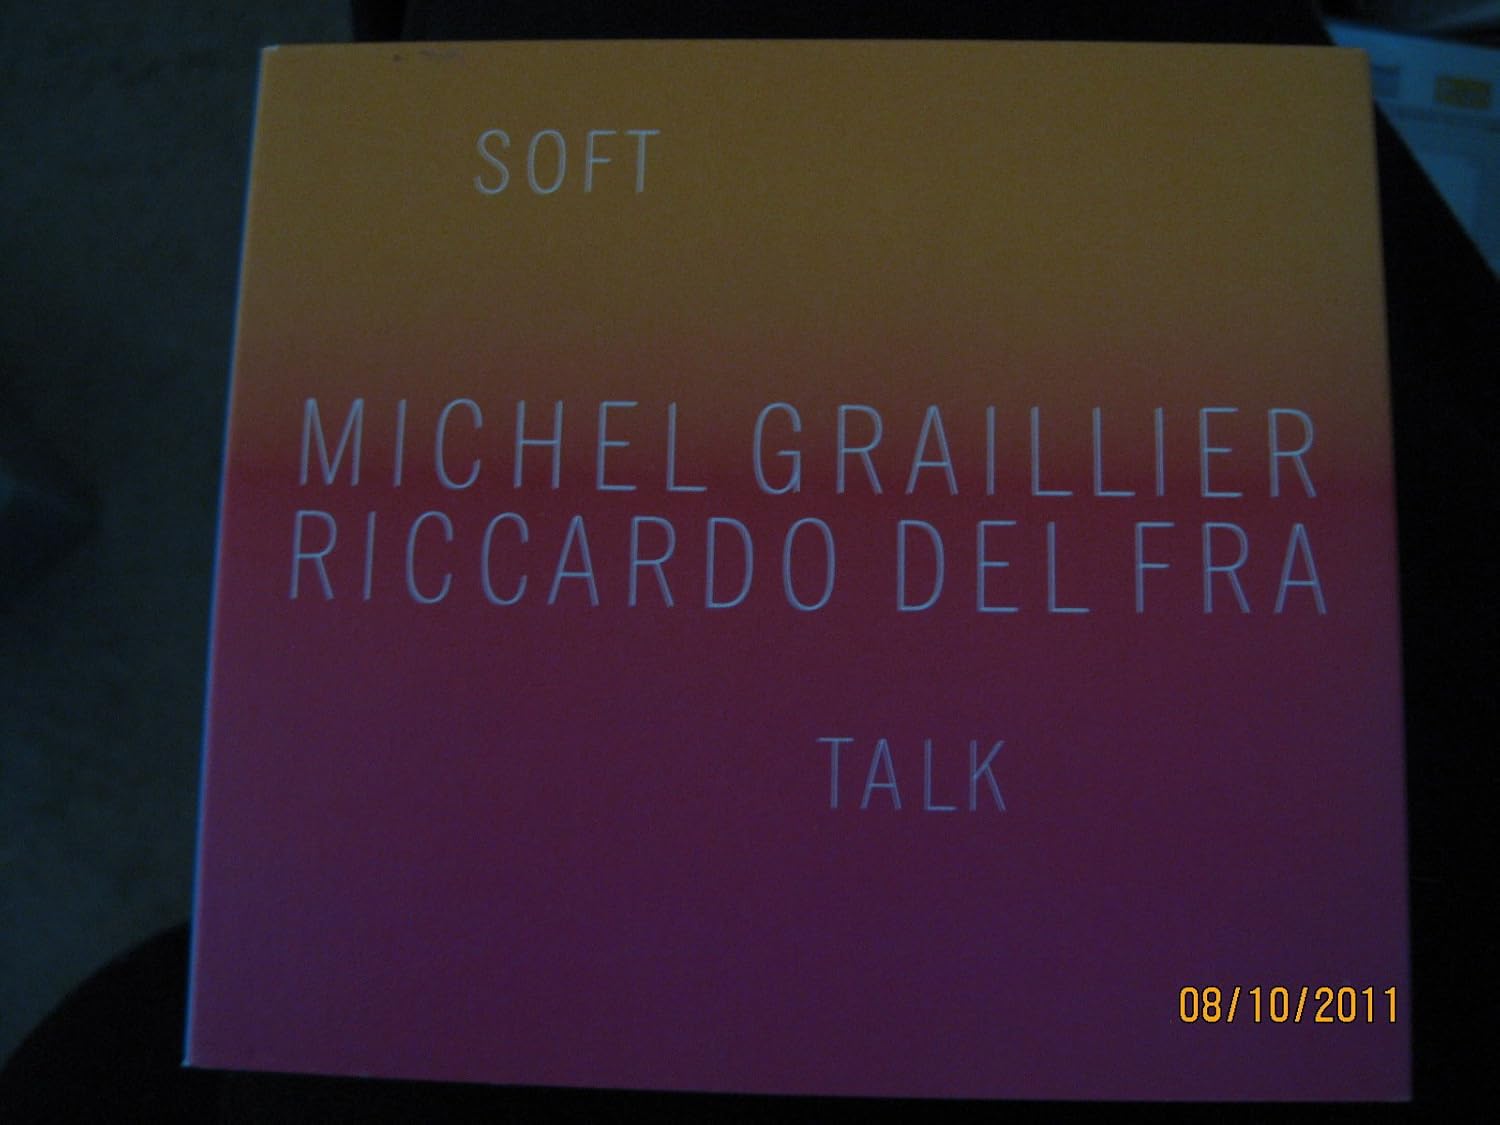 SOFT
MICHEL GRAILLIER
RICCARDO DEL FRA
TALK
08/10/2011